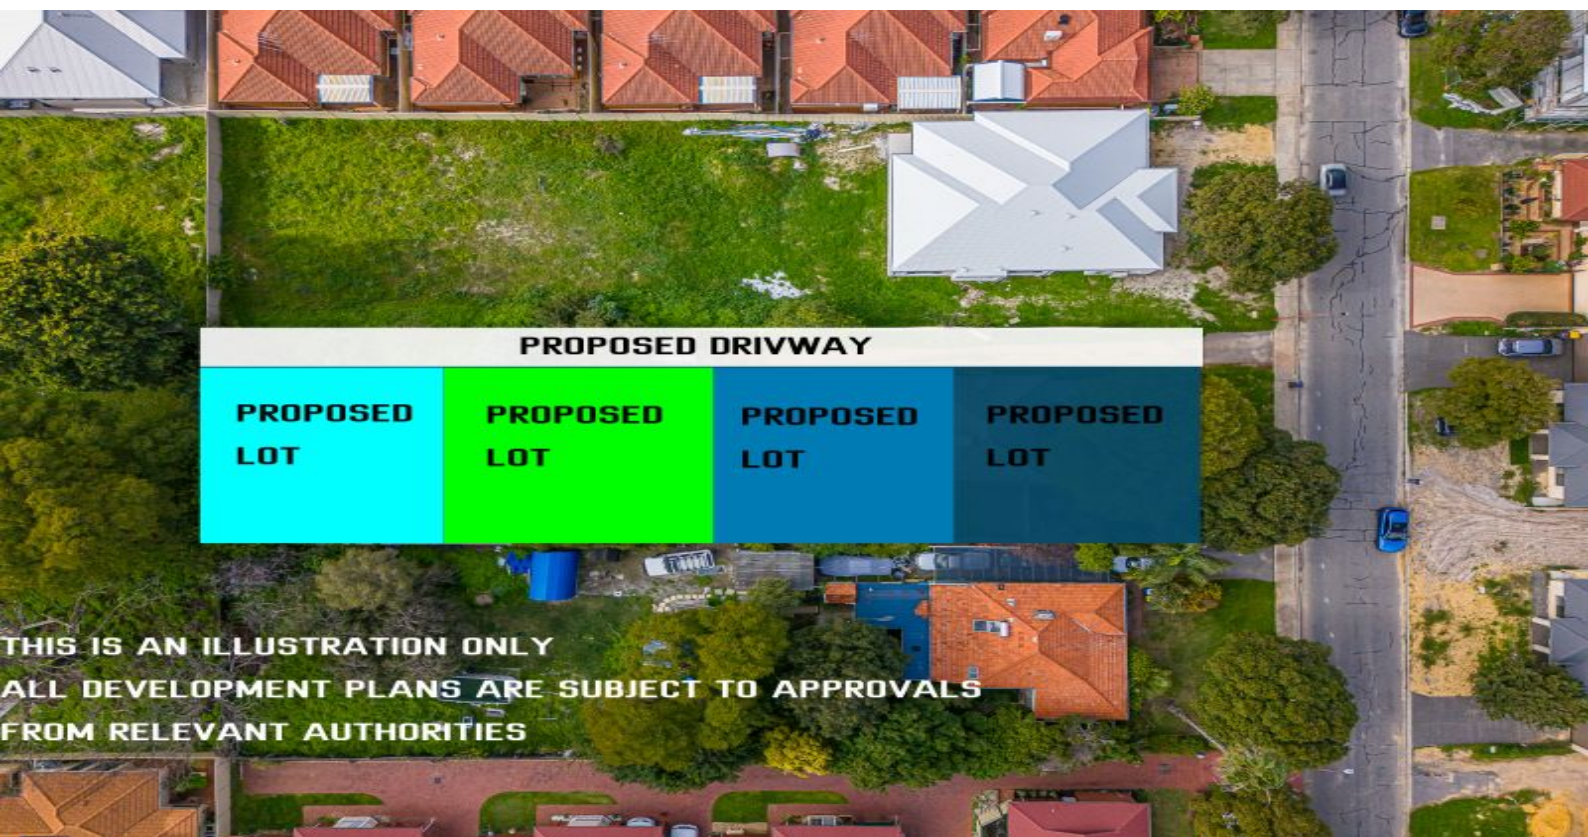 PROPOSED DRIVWAY
PROPOSED
LOT
PROPOSED
LOT
PROPOSED
LOT
PROPOSED
LOT
THIS IS AN ILLUSTRATION ONLY
ALL DEVELOPMENT PLANS ARE SUBJECT TO APPROVALS
FROM RELEVANT AUTHORITIES